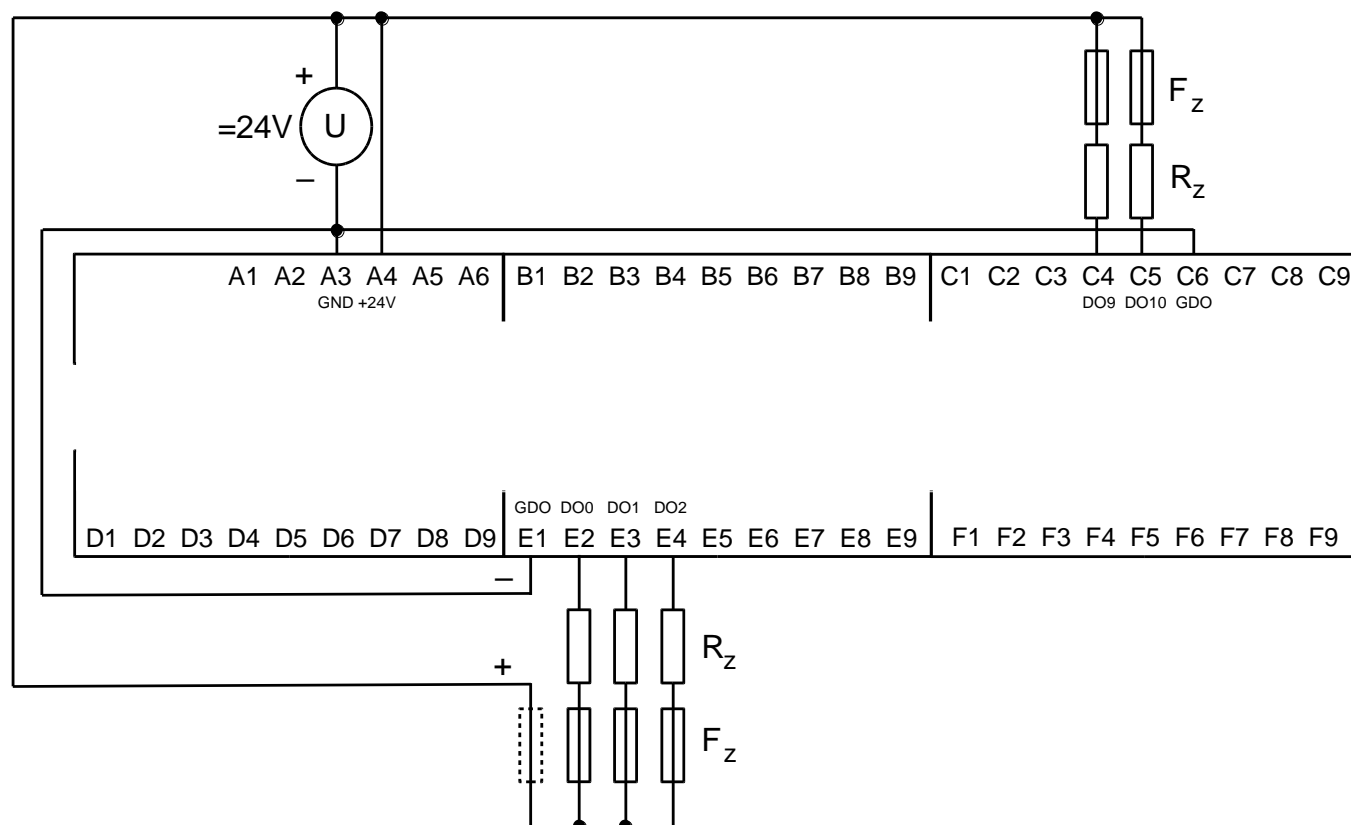 +
=24V U
–
F z
R z
A1 A2 A3 A4 A5 A6 B1 B2 B3 B4 B5 B6 B7 B8 B9 C1 C2 C3 C4 C5 C6 C7 C8 C9
GND +24V DO9 DO10 GDO
GDO DO0 DO1 DO2
D1 D2 D3 D4 D5 D6 D7 D8 D9 E1 E2 E3 E4 E5 E6 E7 E8 E9 F1 F2 F3 F4 F5 F6 F7 F8 F9
–
R z
+
F z